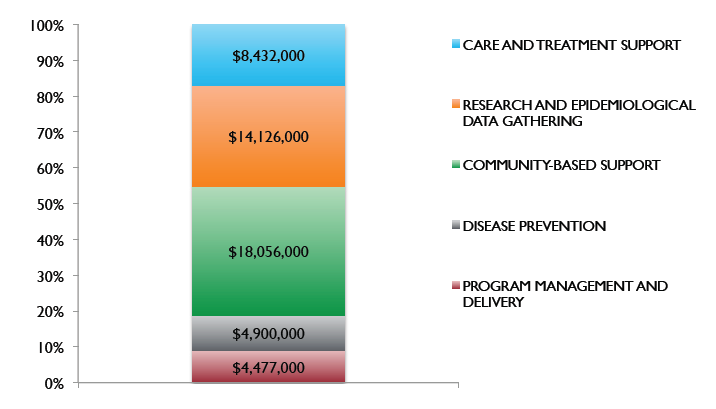 100%
90%
80%
70%
60%
50%
40%
30%
20%
10%
0%
$8,432,000
$14,126,000
$18,056,000
$4,900,000
$4,477,000
CARE AND TREATMENT SUPPORT
RESEARCH AND EPIDEMIOLOGICAL
DATA GATHERING
COMMUNITY-BASED SUPPORT
DISEASE PREVENTION
PROGRAM MANAGEMENT AND
DELIVERY